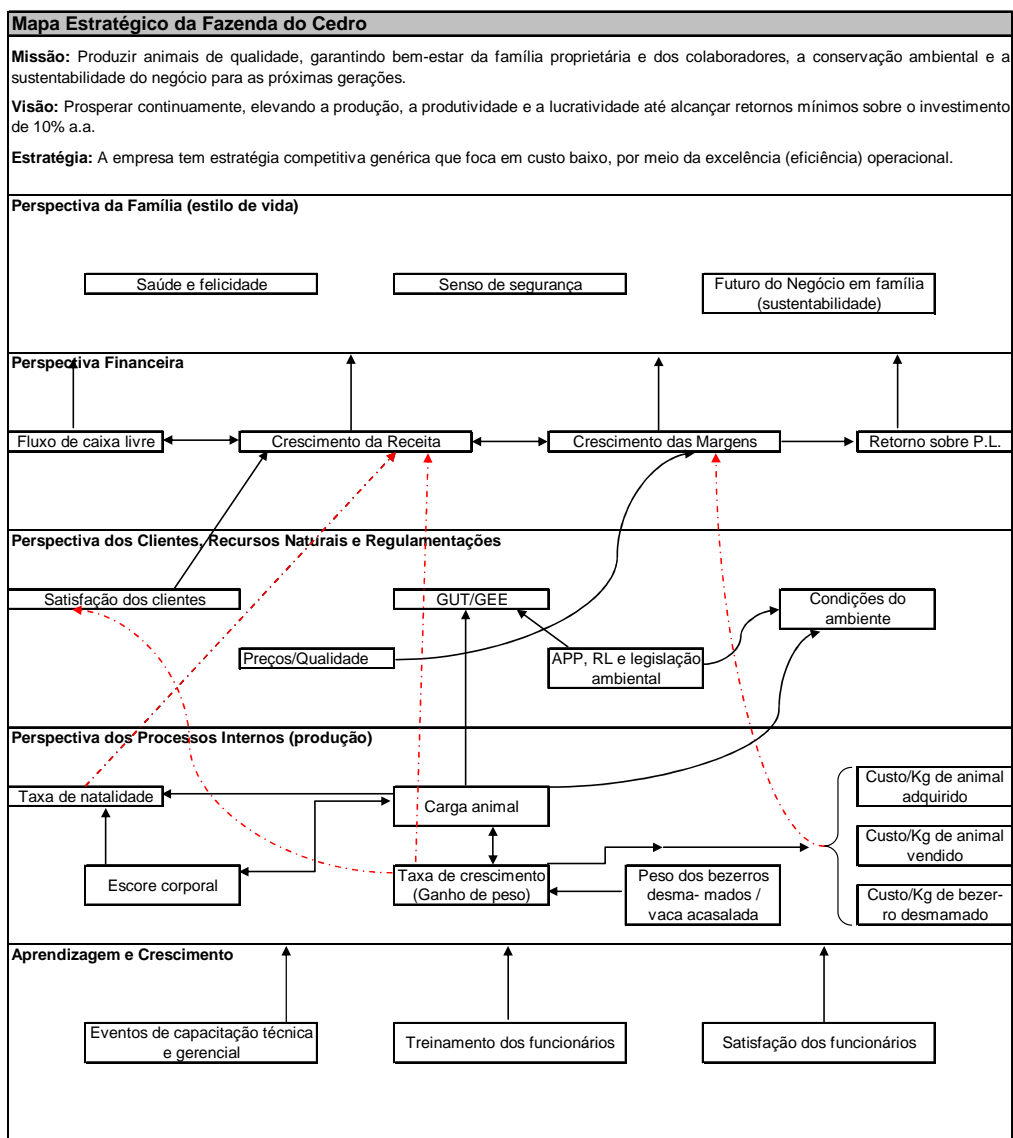 Mapa Estratégico da Fazenda do Cedro
Missão: Produzir animais de qualidade, garantindo bem-estar da família proprietária e dos colaboradores, a conservação ambiental e a
sustentabilidade do negócio para as próximas gerações.
Visão: Prosperar continuamente, elevando a produção, a produtividade e a lucratividade até alcançar retornos mínimos sobre o investimento
de 10% a.a.
Estratégia: A empresa tem estratégia competitiva genérica que foca em custo baixo, por meio da excelência (eficiência) operacional.
Perspectiva da Família (estilo de vida)
Saúde e felicidade
Senso de segurança
Futuro do Negócio em família
(sustentabilidade)
Perspectiva Financeira
Fluxo de caixa livre
Crescimento da Receita
Crescimento das Margens
Retorno sobre P.L.
Perspectiva dos Clientes, Recursos Naturais e Regulamentações
Satisfação dos clientes
GUT/GEE
Condições do
ambiente
Preços/Qualidade
APP, RL e legislação
ambiental
Perspectiva dos Processos Internos (produção)
Taxa de natalidade
Carga animal
Custo/Kg de animal
adquirido
Custo/Kg de animal
vendido
Escore corporal
Taxa de crescimento
(Ganho de peso)
Peso dos bezerros
desma- mados /
vaca acasalada
Custo/Kg de bezer-
ro desmamado
Aprendizagem e Crescimento
Eventos de capacitação técnica
e gerencial
Treinamento dos funcionários
Satisfação dos funcionários